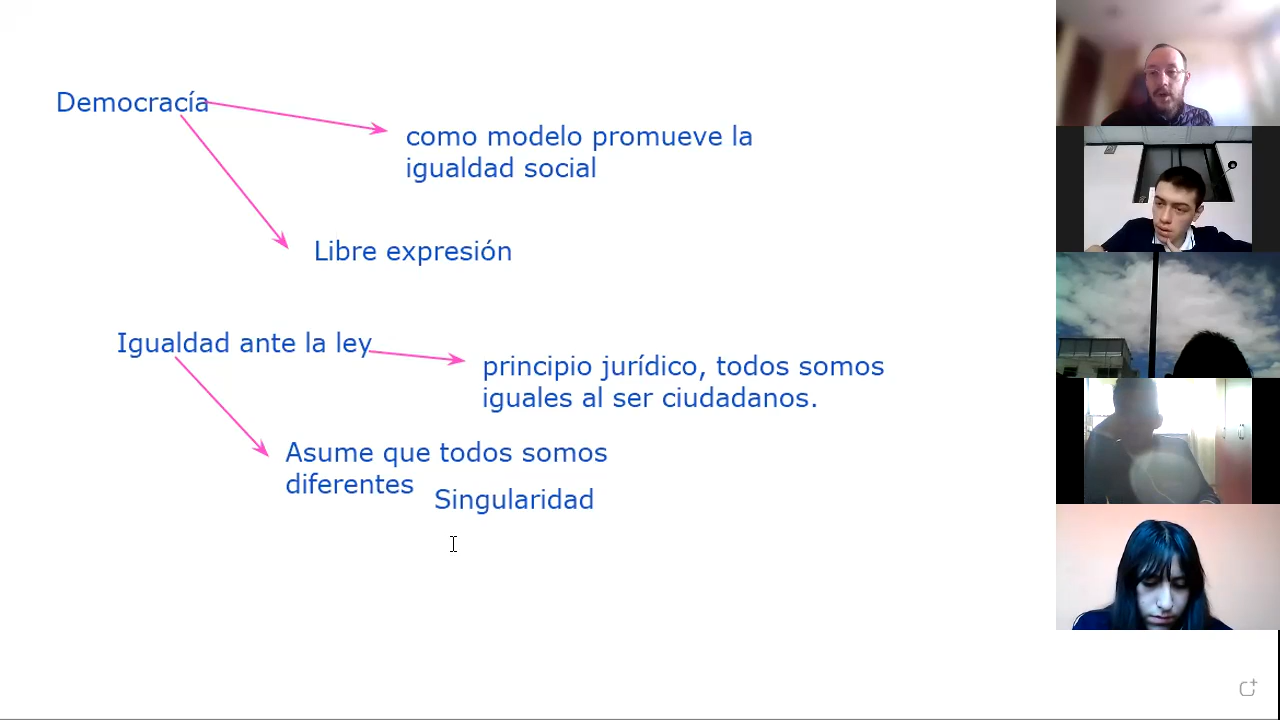 Democracía
como modelo promueve la
igualdad social
Libre expresión
Igualdad ante la ley
principio jurídico, todos somos
iguales al ser ciudadanos.
Asume que todos somos
diferentes
Singularidad